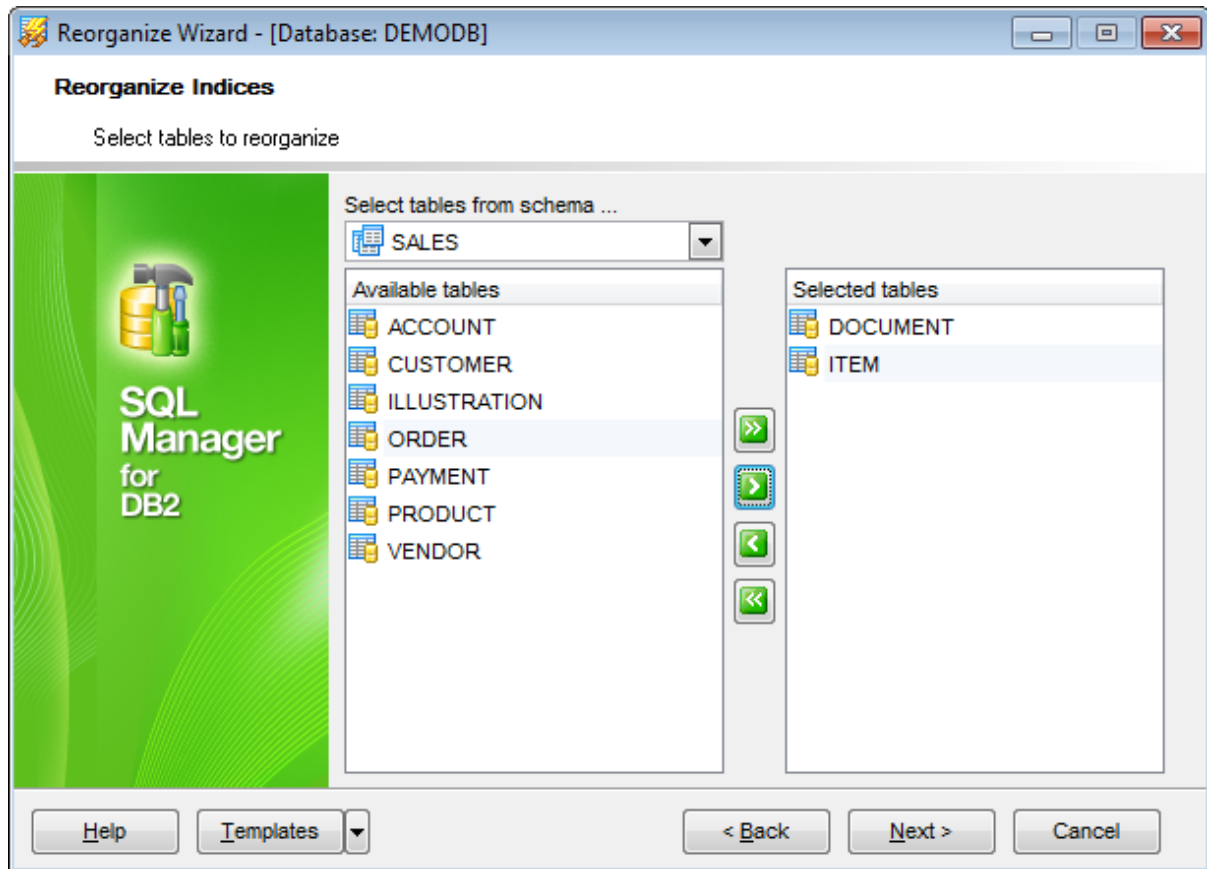 Reorganize Wizard - [Database: DEMODB]
Reorganize Indices
Select tables to reorganize
SQL
Manager
for
DB2
Select tables from schema ...
SALES
Available tables
ACCOUNT
CUSTOMER
ILLUSTRATION
ORDER
PAYMENT
PRODUCT
VENDOR
Selected tables
DOCUMENT
ITEM
Help
Templates
< Back
Next >
Cancel